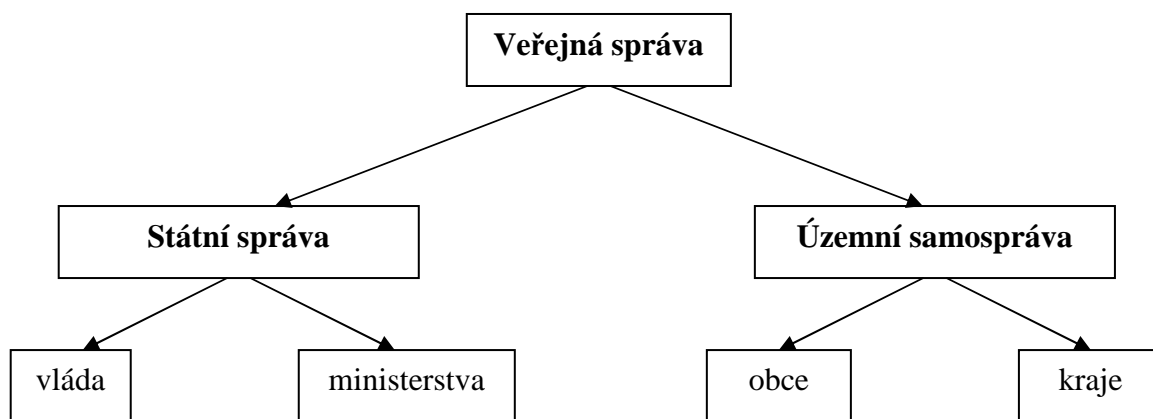 Veřejná správa
Státní správa
Územní samospráva
vláda
ministerstva
obce
kraje